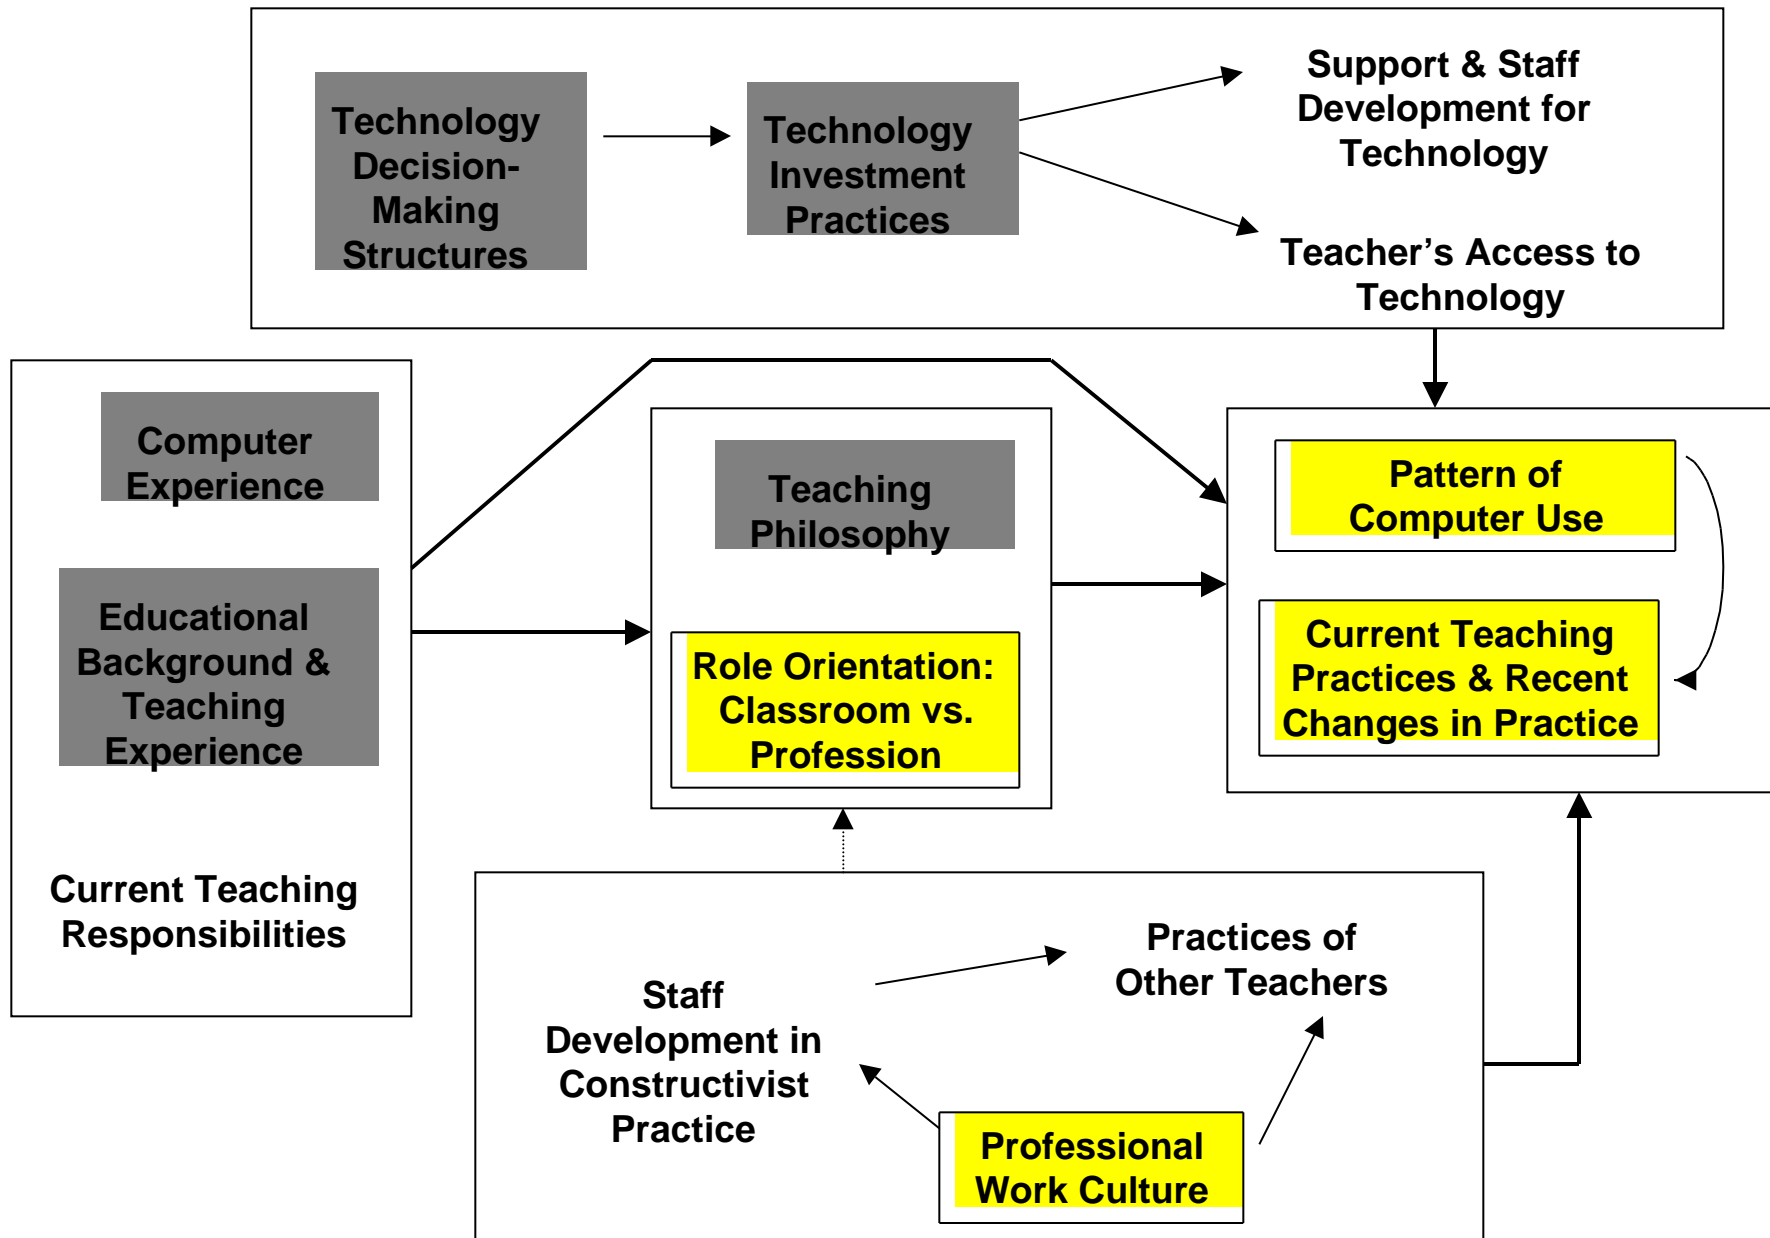 Technology
Decision-
Making
Structures
Technology
Investment
Practices
Support & Staff
Development for
Technology
Teacher’s Access to
Technology
Computer
Experience
Educational
Background &
Teaching
Experience
Current Teaching
Responsibilities
Teaching
Philosophy
Role Orientation:
Classroom vs.
Profession
Pattern of
Computer Use
Current Teaching
Practices & Recent
Changes in Practice
Staff
Development in
Constructivist
Practice
Practices of
Other Teachers
Professional
Work Culture